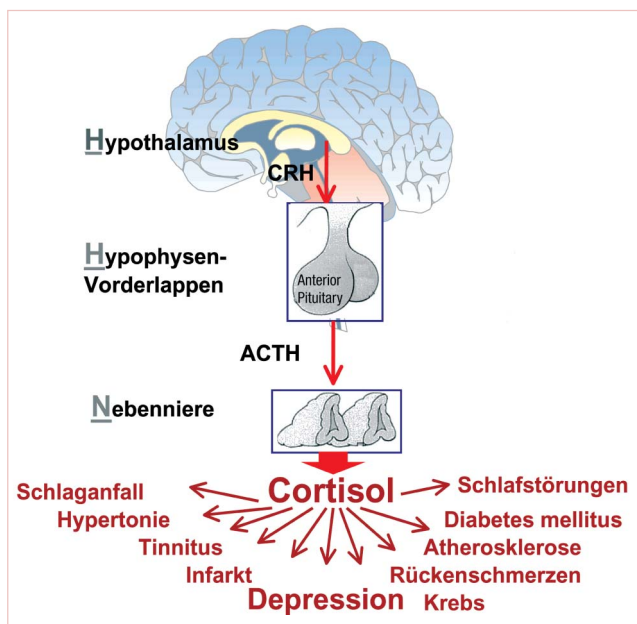 Hypothalamus
CRH
Hypophysen-
Vorderlappen
Anterior
Pituitary
ACTH
Nebenniere
Cortisol
Schlaganfall
Schlafstörungen
Hypertonie
Diabetes mellitus
Tinnitus
Atherosklerose
Infarkt
Rückenschmerzen
Depression
Krebs